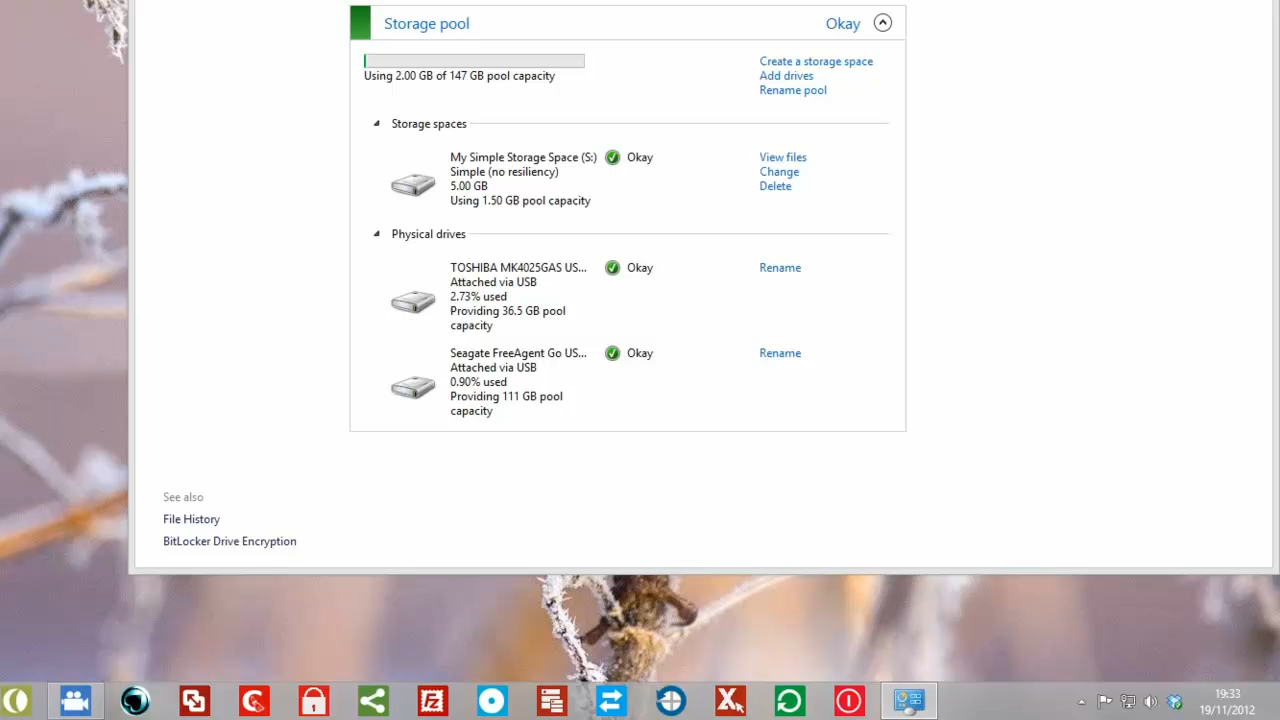 Storage pool
Okay
Using 2.00 GB of 147 GB pool capacity
Create a storage space
Add drives
Rename pool
Storage spaces
My Simple Storage Space (S:)
Okay
View files
Simple (no resiliency)
Change
5.00 GB
Delete
Using 1.50 GB pool capacity
Physical drives
TOSHIBA MK4025GAS US...
Okay
Rename
Attached via USB
2.73% used
Providing 36.5 GB pool
capacity
Seagate FreeAgent Go US...
Okay
Rename
Attached via USB
0.90% used
Providing 111 GB pool
capacity
See also
File History
BitLocker Drive Encryption
19:33
19/11/2012